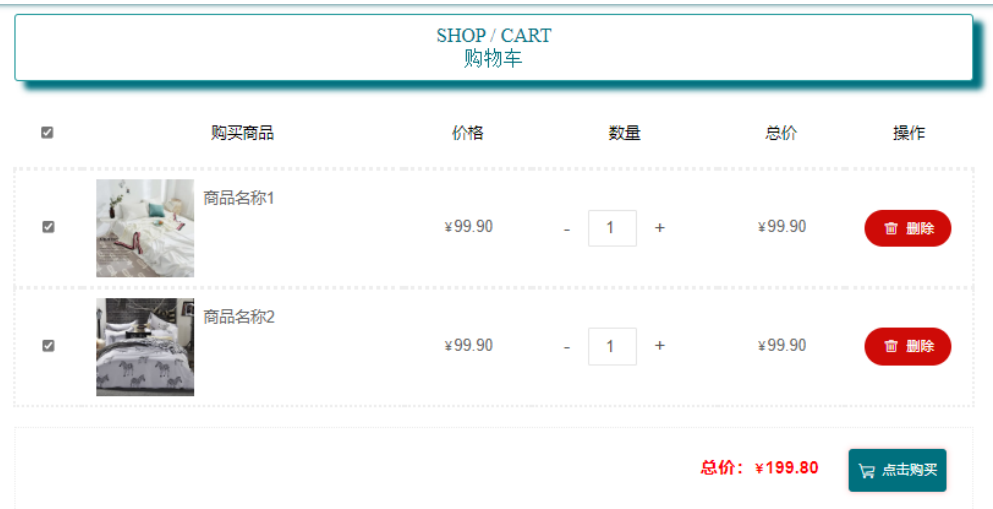 SHOP / CART
购物车
购买商品 价格 数量 总价 操作
商品名称1
¥99.90 - 1 + ¥99.90 删除
商品名称2
¥99.90 - 1 + ¥99.90 删除
总价：¥199.80 点击购买